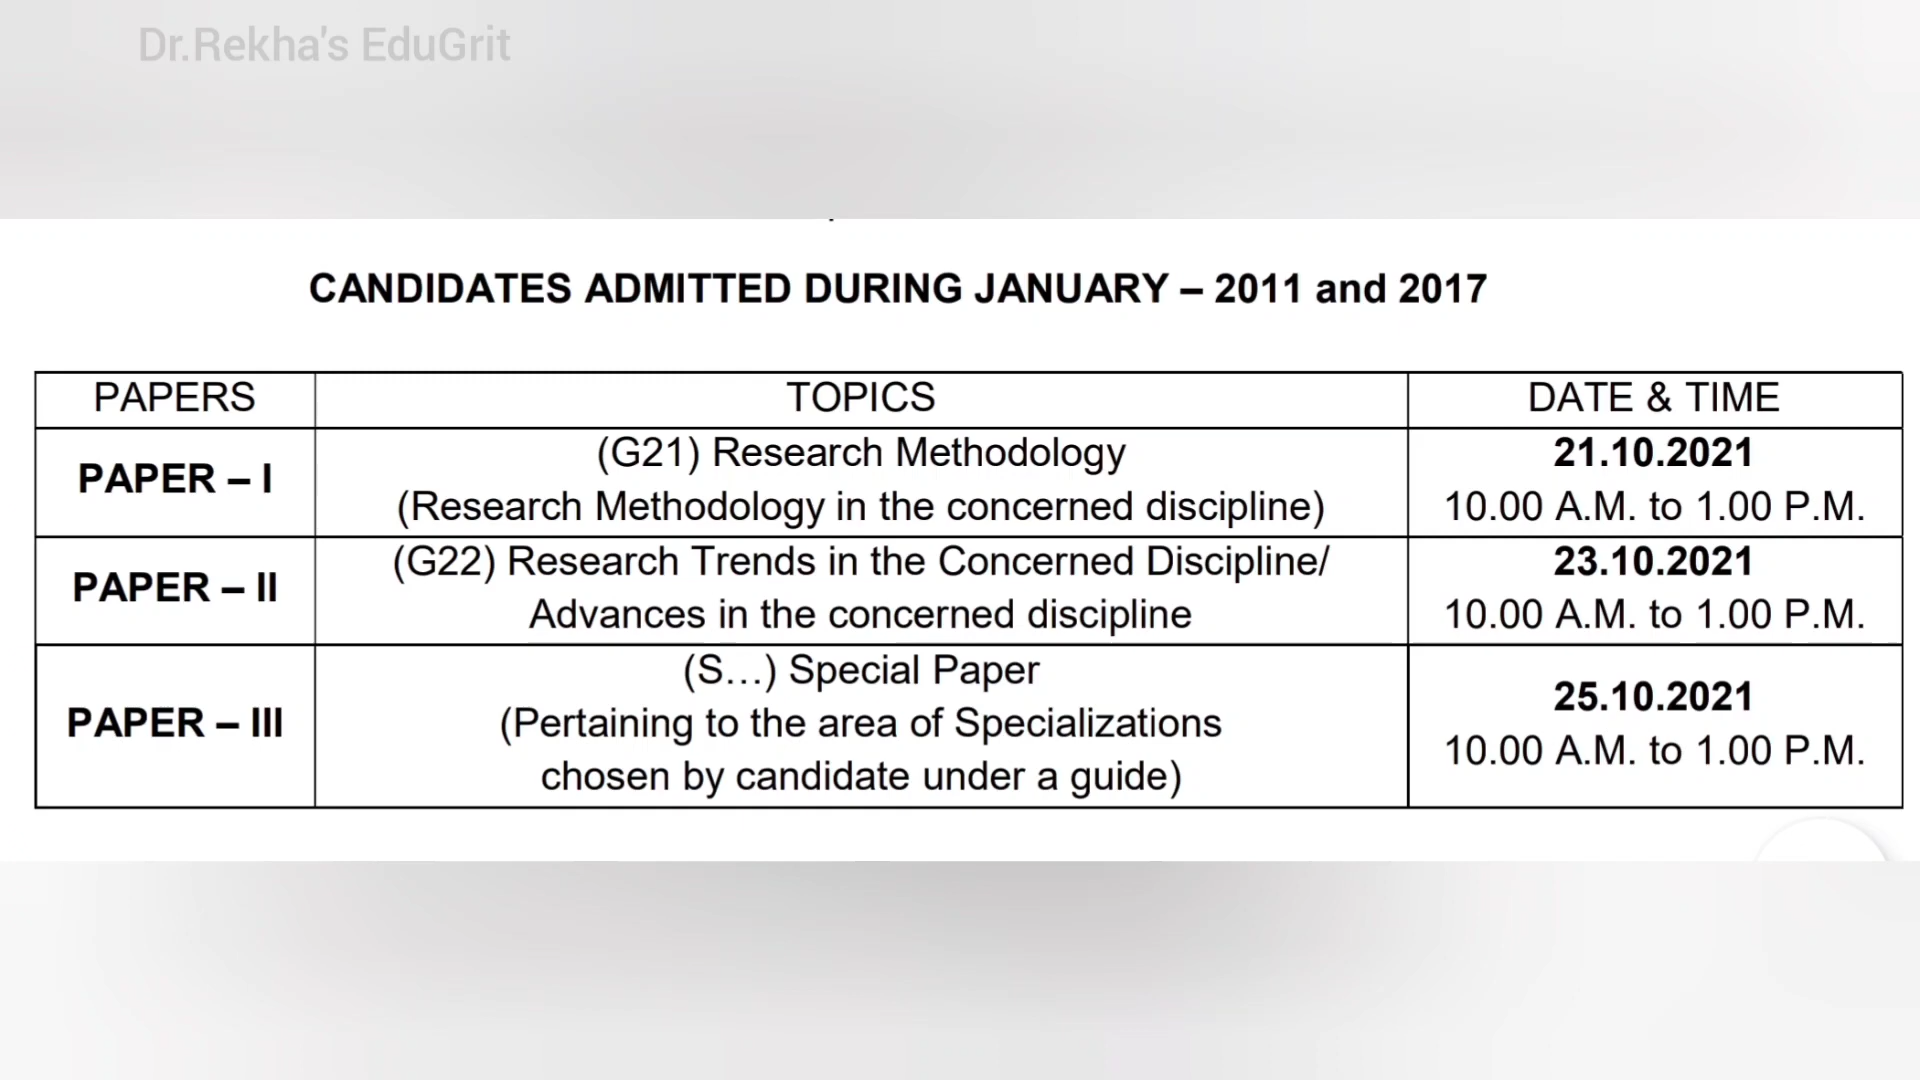 Dr.Rekha's EduGrit
CANDIDATES ADMITTED DURING JANUARY – 2011 and 2017
PAPERS TOPICS DATE & TIME
PAPER – I
(G21) Research Methodology
(Research Methodology in the concerned discipline)
21.10.2021
10.00 A.M. to 1.00 P.M.
PAPER – II
(G22) Research Trends in the Concerned Discipline/
Advances in the concerned discipline
23.10.2021
10.00 A.M. to 1.00 P.M.
PAPER – III
(S...) Special Paper
(Pertaining to the area of Specializations
chosen by candidate under a guide)
25.10.2021
10.00 A.M. to 1.00 P.M.